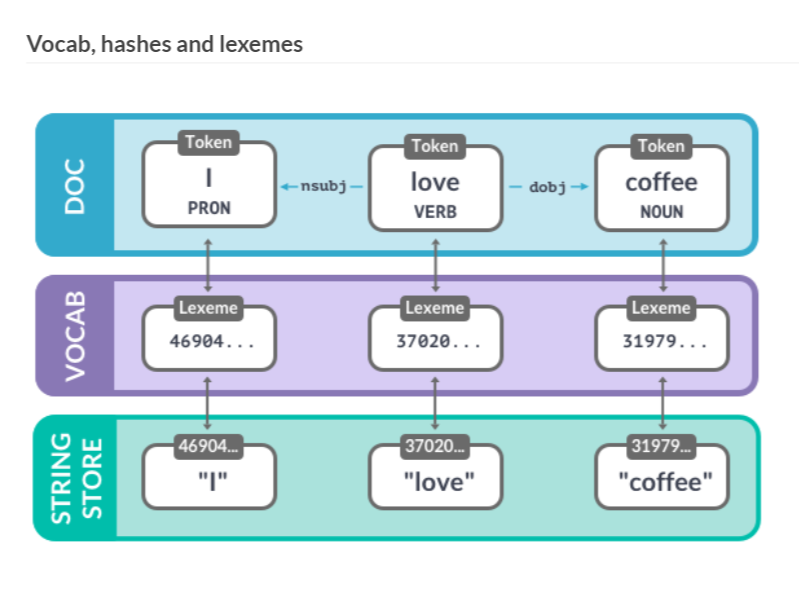 Vocab, hashes and lexemes
DOC
Token Token Token
I nsubj love dobj coffee
PRON VERB NOUN
VOCAB
Lexeme Lexeme Lexeme
46904... 37020... 31979...
STRING
STORE
46904... 37020... 31979...
"I" "love" "coffee"